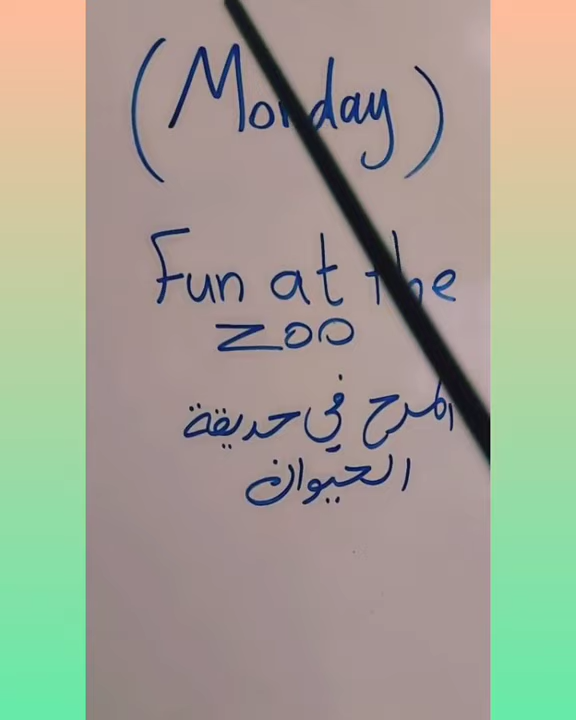 (Monday)
Fun at the
zoo
المرح في حديقة
الحيوان